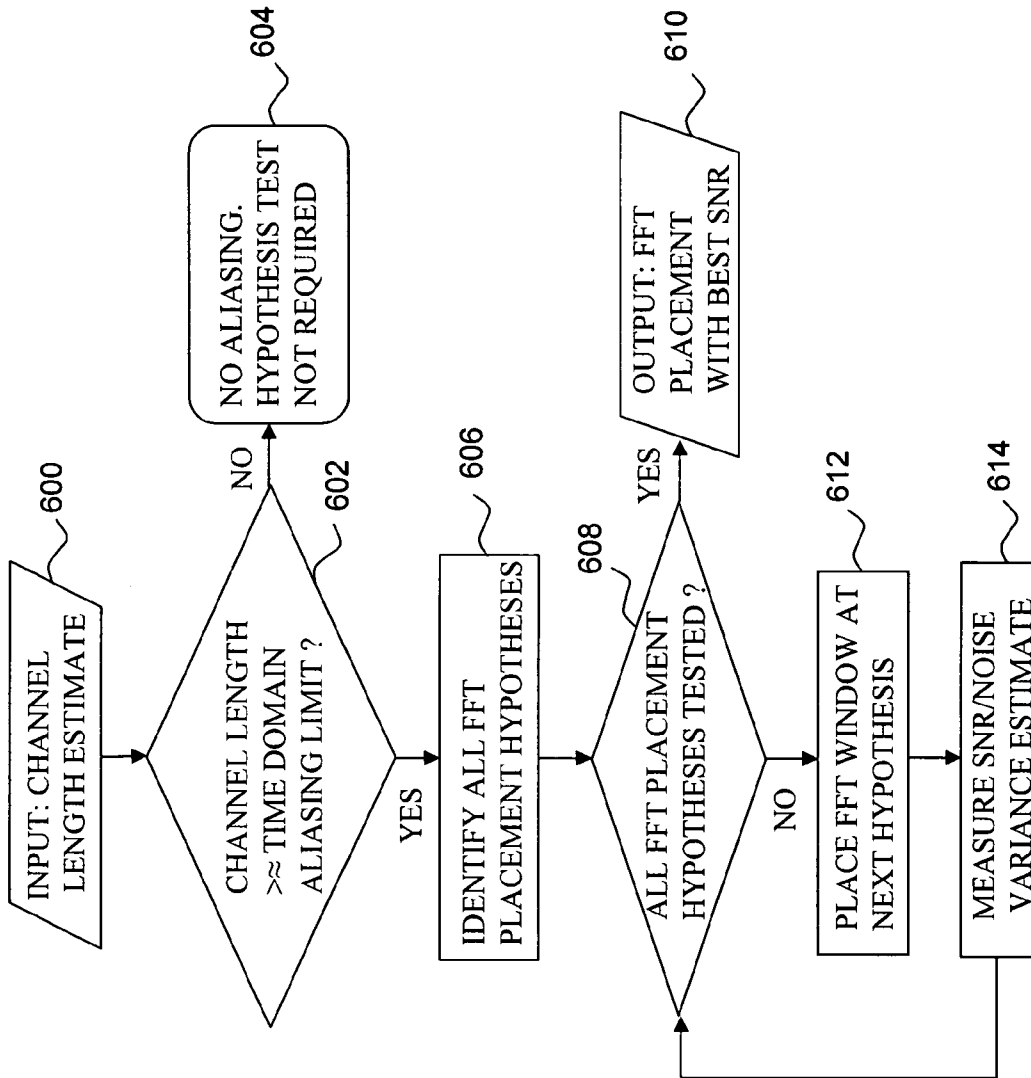 600
INPUT: CHANNEL
LENGTH ESTIMATE
602
CHANNEL LENGTH
>≈ TIME DOMAIN
ALIASING LIMIT ?
NO
604
NO ALIASING.
HYPOTHESIS TEST
NOT REQUIRED
YES
606
IDENTIFY ALL FFT
PLACEMENT HYPOTHESES
608
ALL FFT PLACEMENT
HYPOTHESES TESTED ?
YES
610
OUTPUT: FFT
PLACEMENT
WITH BEST SNR
NO
612
PLACE FFT WINDOW AT
NEXT HYPOTHESIS
614
MEASURE SNR/NOISE
VARIANCE ESTIMATE